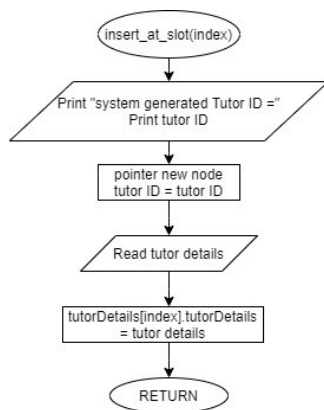 insert_at_slot(index)
Print "system generated Tutor ID ="
Print tutor ID
pointer new node
tutor ID = tutor ID
Read tutor details
tutorDetails[index].tutorDetails
= tutor details
RETURN